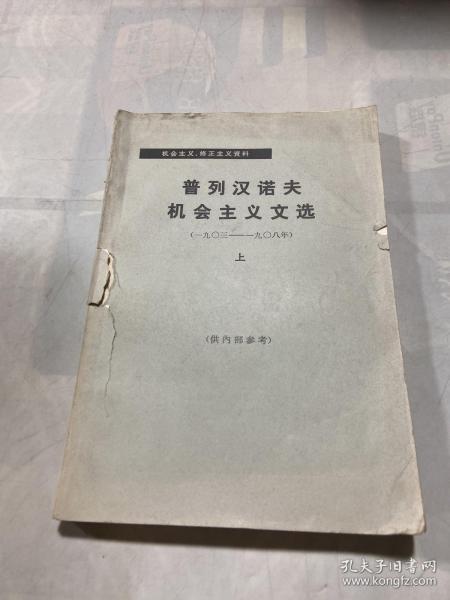 机会主义、修正主义资料
普列汉诺夫
机会主义文选
(一九〇三——一九〇八年)
上
(供内部参考)
孔夫子旧书网
www.kongfz.com